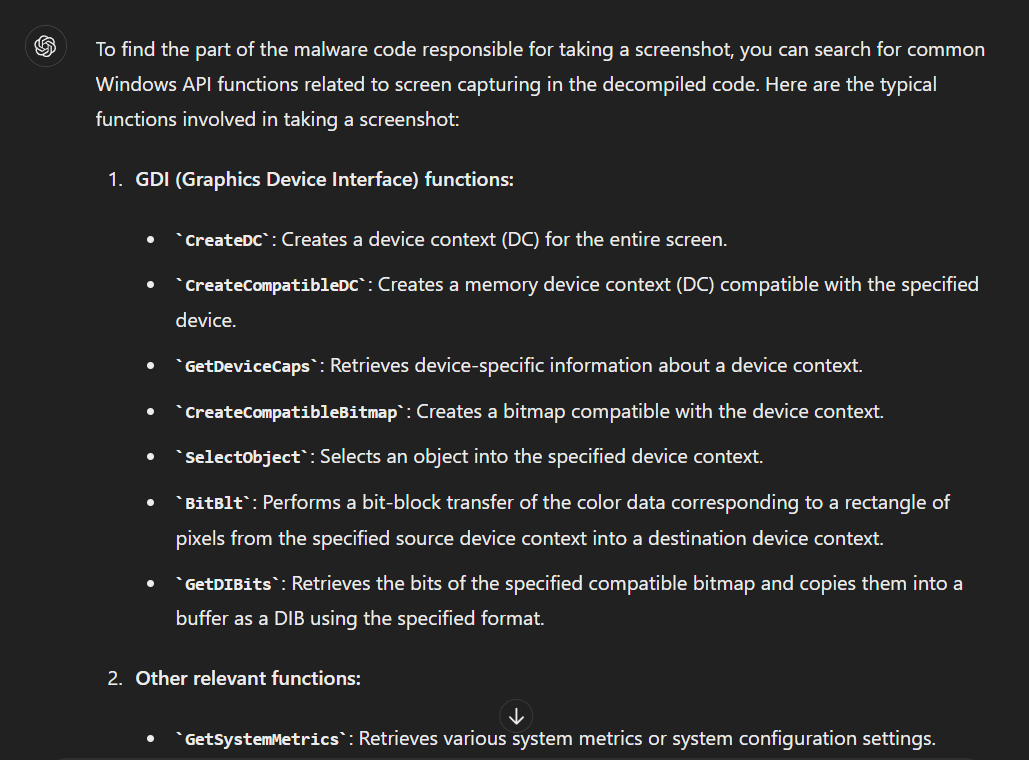 To find the part of the malware code responsible for taking a screenshot, you can search for common
Windows API functions related to screen capturing in the decompiled code. Here are the typical
functions involved in taking a screenshot:
1. GDI (Graphics Device Interface) functions:
• `CreateDC`: Creates a device context (DC) for the entire screen.
• `CreateCompatibleDC`: Creates a memory device context (DC) compatible with the specified
device.
• `GetDeviceCaps`: Retrieves device-specific information about a device context.
• `CreateCompatibleBitmap`: Creates a bitmap compatible with the device context.
• `SelectObject`: Selects an object into the specified device context.
• `BitBlt`: Performs a bit-block transfer of the color data corresponding to a rectangle of
pixels from the specified source device context into a destination device context.
• `GetDIBits`: Retrieves the bits of the specified compatible bitmap and copies them into a
buffer as a DIB using the specified format.
2. Other relevant functions:
• `GetSystemMetrics`: Retrieves various system metrics or system configuration settings.